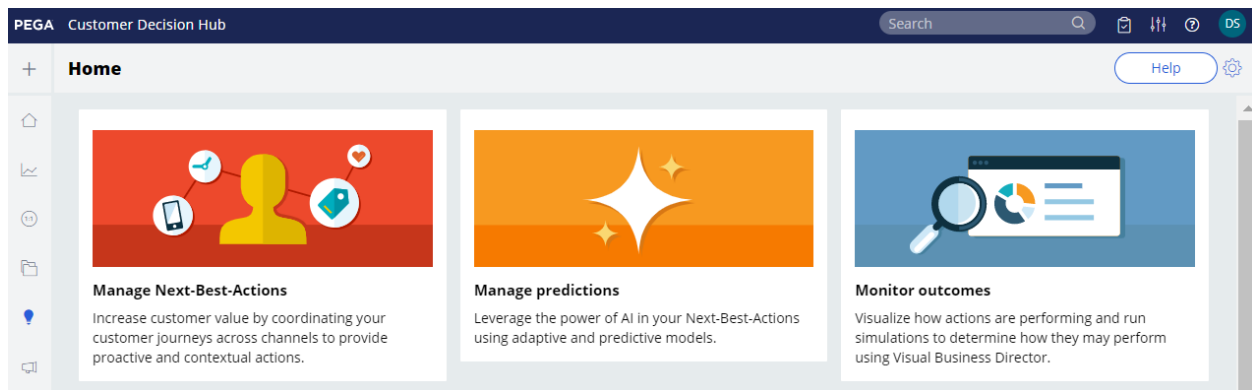 PEGA Customer Decision Hub
Search
DS
Home
Help
1:1
Manage Next-Best-Actions
Increase customer value by coordinating your
customer journeys across channels to provide
proactive and contextual actions.
Manage predictions
Leverage the power of AI in your Next-Best-Actions
using adaptive and predictive models.
Monitor outcomes
Visualize how actions are performing and run
simulations to determine how they may perform
using Visual Business Director.